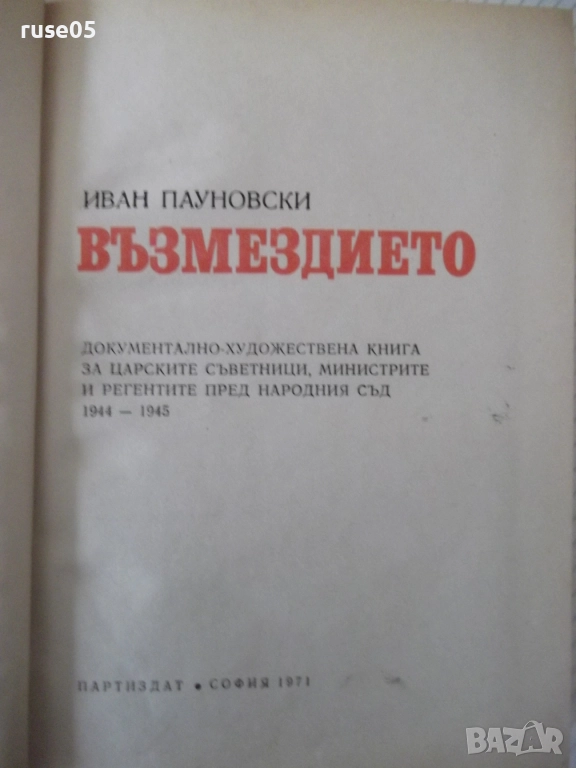 ruse05
ИВАН ПАУНОВСКИ
ВЪЗМЕЗДИЕТО
ДОКУМЕНТАЛНО-ХУДОЖЕСТВЕНА КНИГА
ЗА ЦАРСКИТЕ СЪВЕТНИЦИ, МИНИСТРИТЕ
И РЕГЕНТИТЕ ПРЕД НАРОДНИЯ СЪД
1944 — 1945
ПАРТИЗДАТ • СОФИЯ 1971
BAZAR